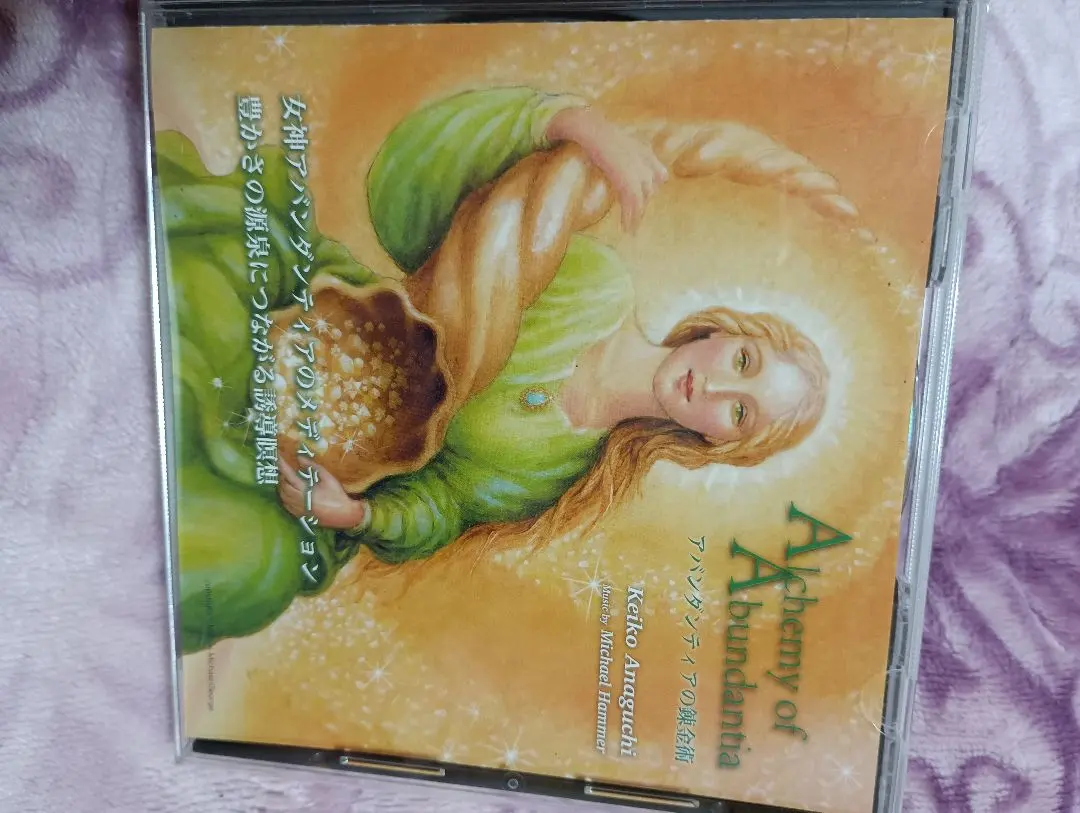 Alchemy of
Abundantia
アバンダンティアの錬金術
Keiko Anaguchi
Music by Michael Hammer
女神アバンダンティアのメディテーション
豊かさの源泉につながる誘導瞑想